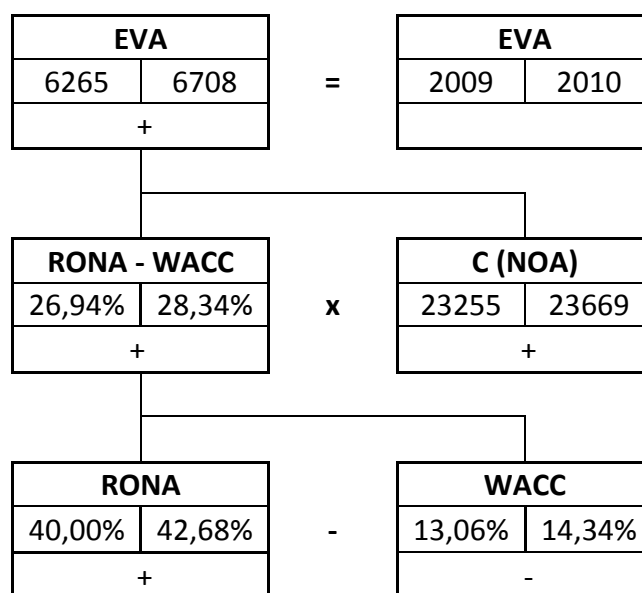 EVA EVA
6265 6708 = 2009 2010
+
RONA - WACC C (NOA)
26,94% 28,34% x 23255 23669
+ +
RONA WACC
40,00% 42,68% - 13,06% 14,34%
+ -